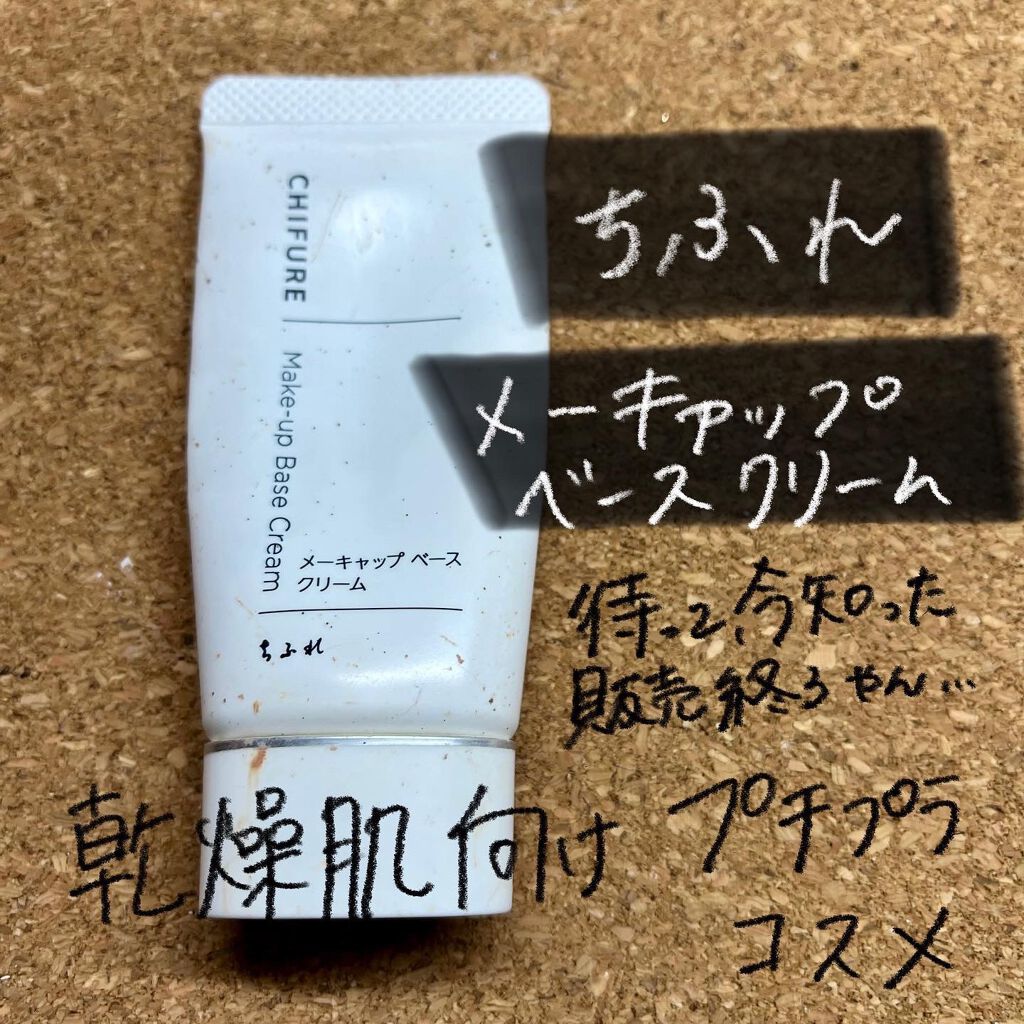 CHIFURE
Make-up Base Cream
メーキャップ ベース
クリーム
ちふれ
ちふれ
メーキャップ
ベースクリーム
待って、今知った
販売終るやん…
乾燥肌向け プチプラ
コスメ